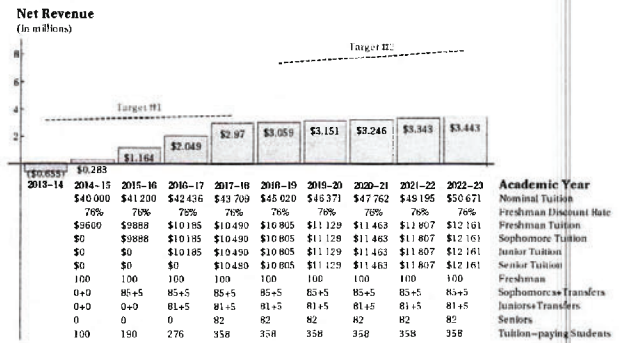 Net Revenue
(In millions)
Target #2
8
6
Target #1
4
2
$0.283 $1.164 $2.049 $2.97 $3.059 $3.151 $3.246 $3.343 $3.443
2013-14 2014-15 2015-16 2016-17 2017-18 2018-19 2019-20 2020-21 2021-22 2022-23 Academic Year
$40 000 $41 200 $42 436 $43 709 $45 020 $46 371 $47 762 $49 195 $50 671 Nominal Tuition
76% 76% 76% 76% 76% 76% 76% 76% 76% Freshman Discount Rate
$9600 $9888 $10 185 $10 490 $10 805 $11 129 $11 463 $11 807 $12 161 Freshman Tuition
$0 $9888 $10 185 $10 490 $10 805 $11 129 $11 463 $11 807 $12 161 Sophomore Tuition
$0 $0 $10 185 $10 490 $10 805 $11 129 $11 463 $11 807 $12 161 Junior Tuition
$0 $0 $0 $10 490 $10 805 $11 129 $11 463 $11 807 $12 161 Senior Tuition
100 100 100 100 100 100 100 100 100 Freshman
0+0 85+5 85+5 85+5 85+5 85+5 85+5 85+5 85+5 Sophomores+Transfers
0+0 0+0 81+5 81+5 81+5 81+5 81+5 81+5 81+5 Juniors+Transfers
0 0 0 82 82 82 82 82 82 Seniors
100 190 276 358 358 358 358 358 358 Tuition-paying Students